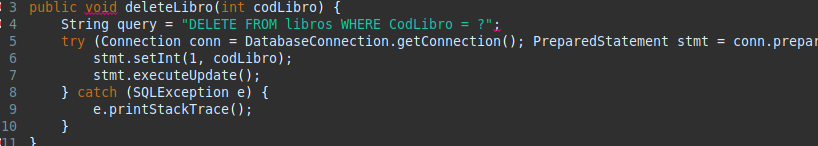 3 public void deleteLibro(int codLibro) {
4     String query = "DELETE FROM libros WHERE CodLibro = ?";
5     try (Connection conn = DatabaseConnection.getConnection(); PreparedStatement stmt = conn.prepar
6         stmt.setInt(1, codLibro);
7         stmt.executeUpdate();
8     } catch (SQLException e) {
9         e.printStackTrace();
10     }
11 }